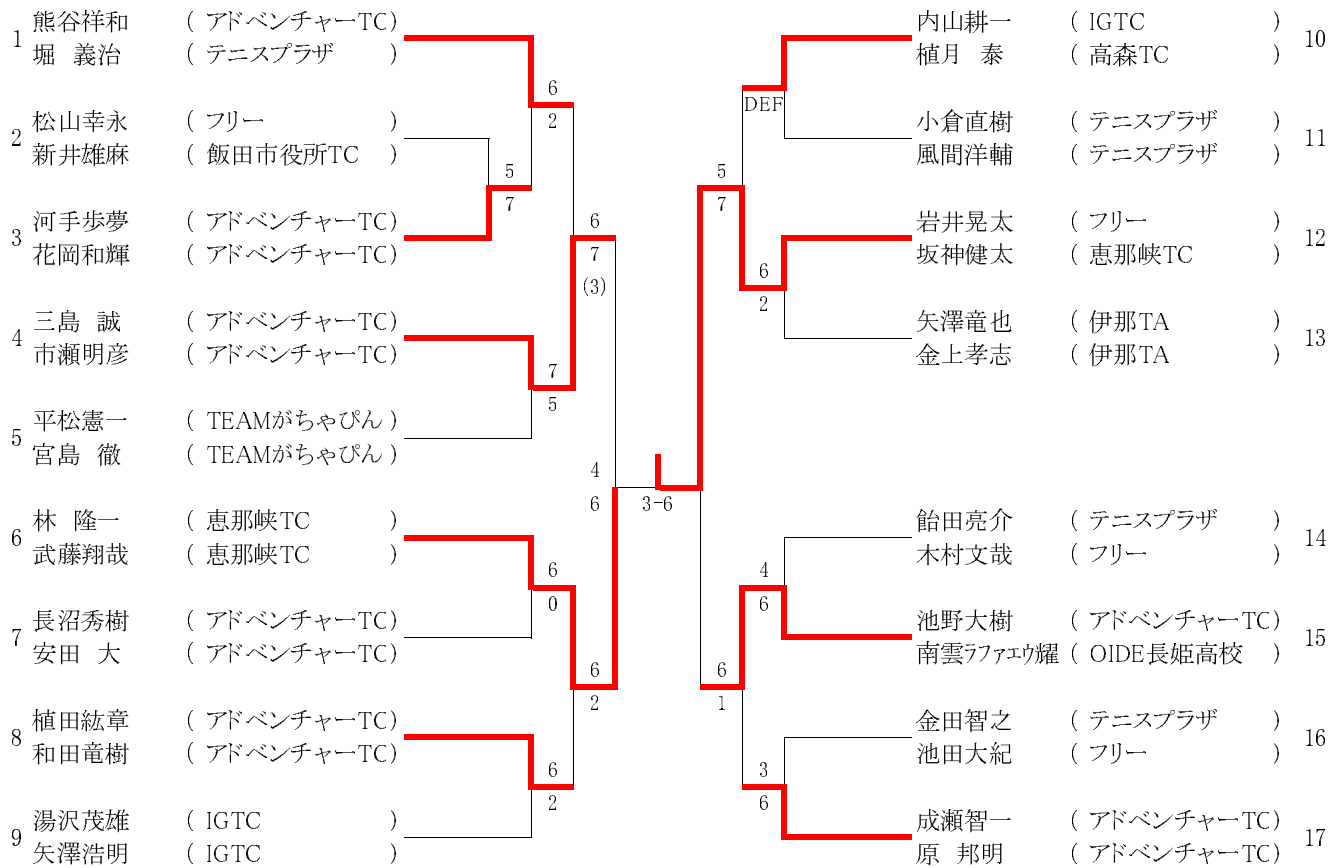 1
熊谷祥和 ( アドベンチャーTC)
堀 義治 ( テニスプラザ )
2
松山幸永 ( フリー )
新井雄麻 ( 飯田市役所TC )
3
河手歩夢 ( アドベンチャーTC)
花岡和輝 ( アドベンチャーTC)
4
三島 誠 ( アドベンチャーTC)
市瀬明彦 ( アドベンチャーTC)
5
平松憲一 ( TEAMがちゃぴん )
宮島 徹 ( TEAMがちゃぴん )
6
林 隆一 ( 恵那峡TC )
武藤翔哉 ( 恵那峡TC )
7
長沼秀樹 ( アドベンチャーTC)
安田 大 ( アドベンチャーTC)
8
植田紘章 ( アドベンチャーTC)
和田竜樹 ( アドベンチャーTC)
9
湯沢茂雄 ( IGTC )
矢澤浩明 ( IGTC )
6
2
5
7
6
7
(3)
7
5
4
6
6
0
6
2
6
2
3-6
DEF
5
7
6
2
4
6
6
1
3
6
内山耕一 ( IGTC )
植月 泰 ( 高森TC )
10
小倉直樹 ( テニスプラザ )
風間洋輔 ( テニスプラザ )
11
岩井晃太 ( フリー )
坂神健太 ( 恵那峡TC )
12
矢澤竜也 ( 伊那TA )
金上孝志 ( 伊那TA )
13
飴田亮介 ( テニスプラザ )
木村文哉 ( フリー )
14
池野大樹 ( アドベンチャーTC)
南雲ラファエウ耀 ( OIDE長姫高校 )
15
金田智之 ( テニスプラザ )
池田大紀 ( フリー )
16
成瀬智一 ( アドベンチャーTC)
原 邦明 ( アドベンチャーTC)
17